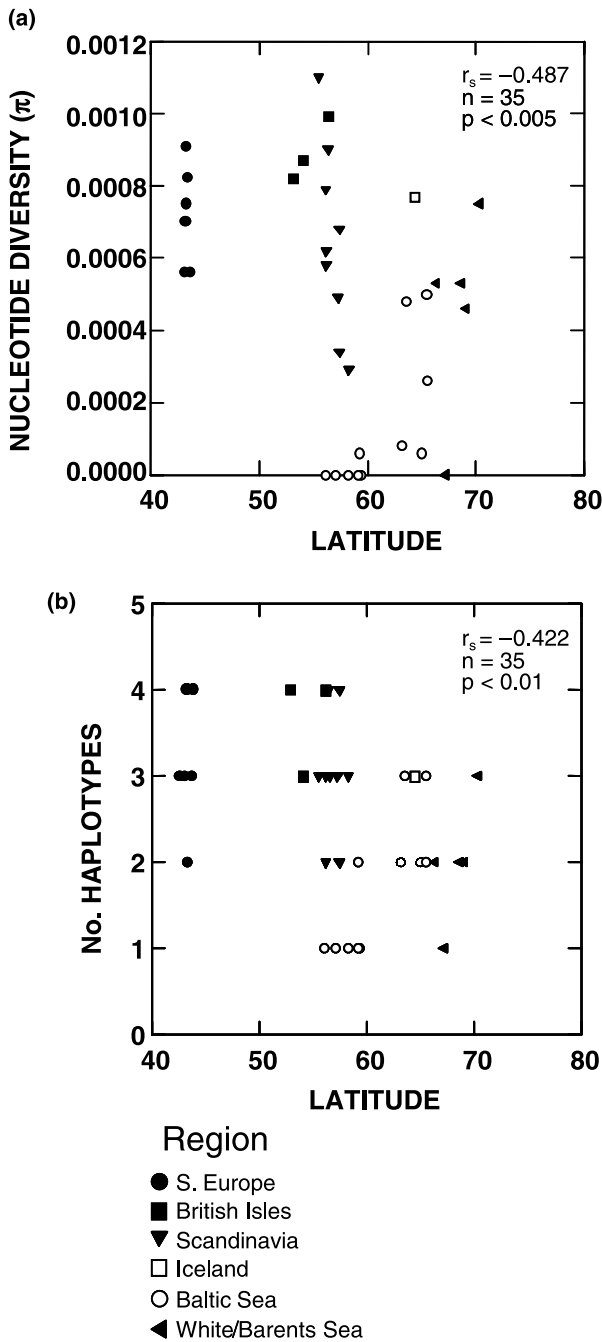 (a)
0.0012
0.0010
0.0008
0.0006
0.0004
0.0002
0.0000
NUCLEOTIDE DIVERSITY (π)
rs = −0.487
n = 35
p < 0.005
40 50 60 70 80
LATITUDE
(b)
5
4
3
2
1
0
No. HAPLOTYPES
rs = −0.422
n = 35
p < 0.01
40 50 60 70 80
LATITUDE
Region
S. Europe
British Isles
Scandinavia
Iceland
Baltic Sea
White/Barents Sea